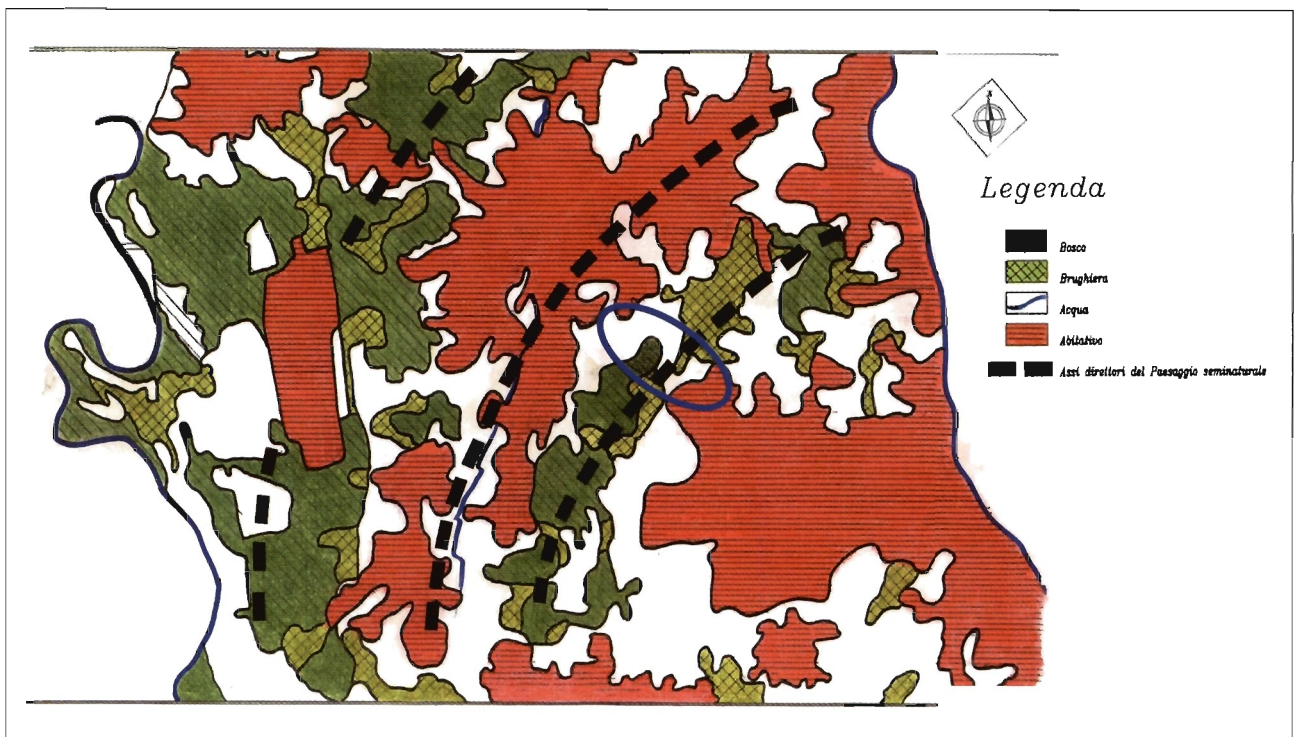 N
Legenda
Bosco
Brughiera
Acqua
Abitativo
Assi direttori del Paesaggio seminaturale